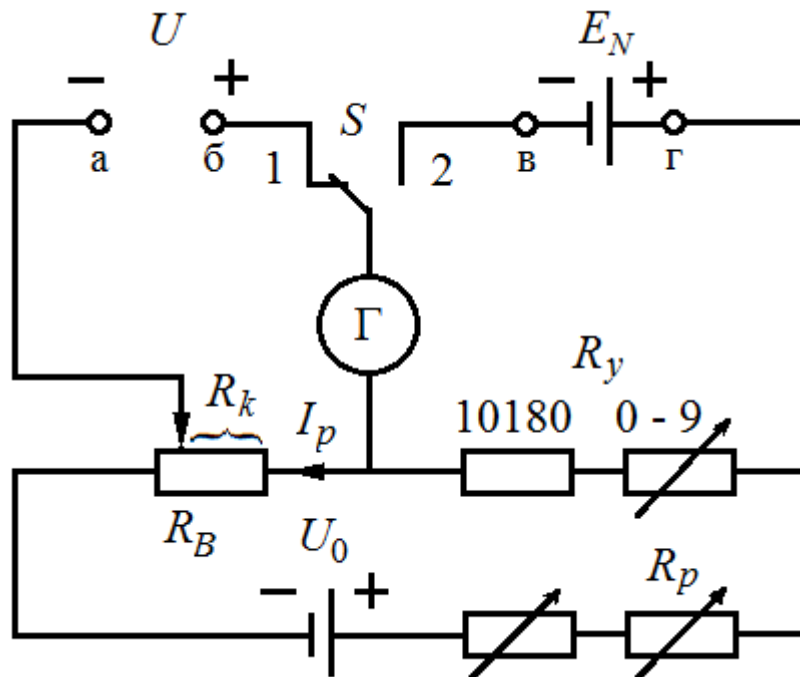 U E_N
− + S − +
а б 1 2 в г
Г
R_y
R_k I_p 10180 0 - 9
R_B U_0 R_p
− +